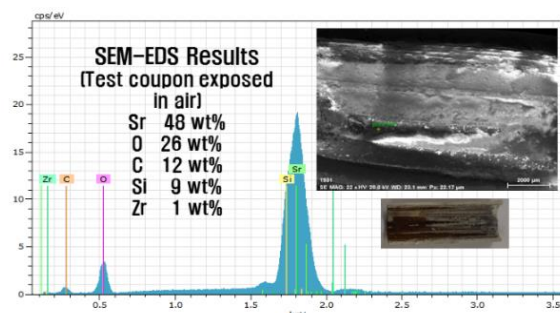 cps/eV
SEM-EDS Results
(Test coupon exposed
in air)
Sr 48 wt%
O 26 wt%
C 12 wt%
Si 9 wt%
Zr 1 wt%
25
20
15
10
5
0
Zr C O Si Sr
0.5 1.0 1.5 2.0 2.5 3.0 3.5
2000 µm